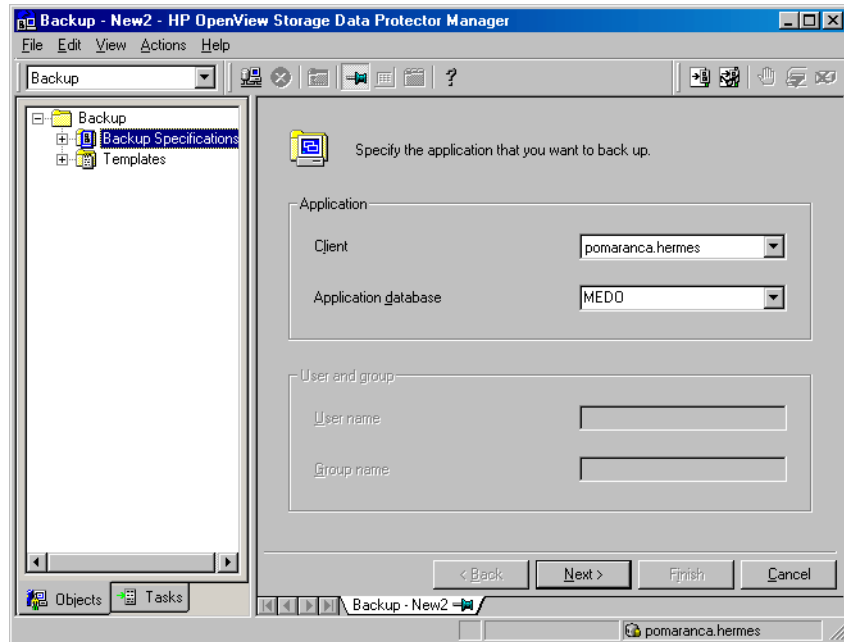 Backup - New2 - HP OpenView Storage Data Protector Manager
File Edit View Actions Help
Backup
Backup
Backup Specifications
Templates
Specify the application that you want to back up.
Application
Client
pomaranca.hermes
Application database
MEDO
User and group
User name
Group name
< Back Next > Finish Cancel
Objects Tasks
Backup - New2
pomaranca.hermes